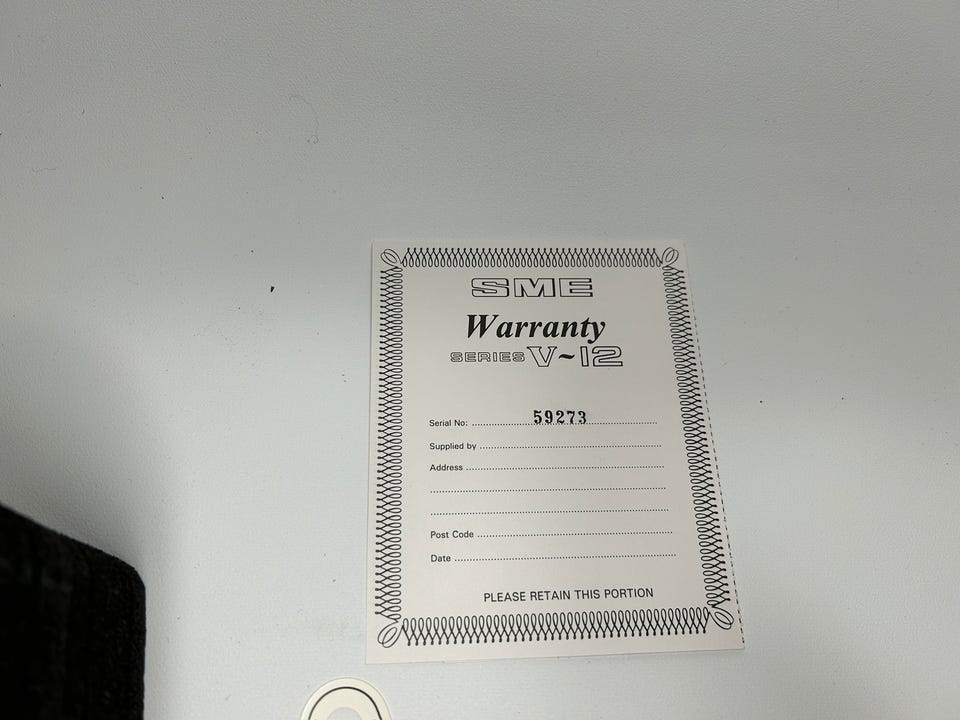 SME
Warranty
SERIES V~12
Serial No: 59273
Supplied by
Address
Post Code
Date
PLEASE RETAIN THIS PORTION